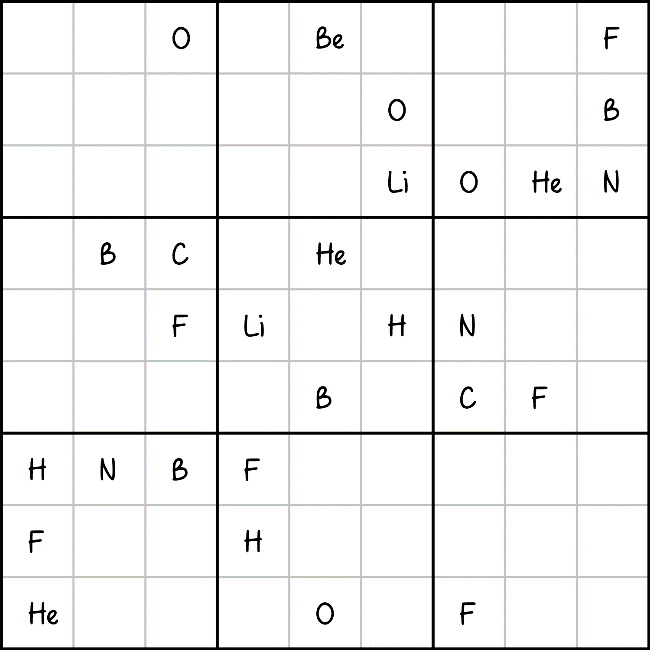 O Be F
O B
Li O He N
B C He
F Li H N
B C F
H N B F
F H
He O F